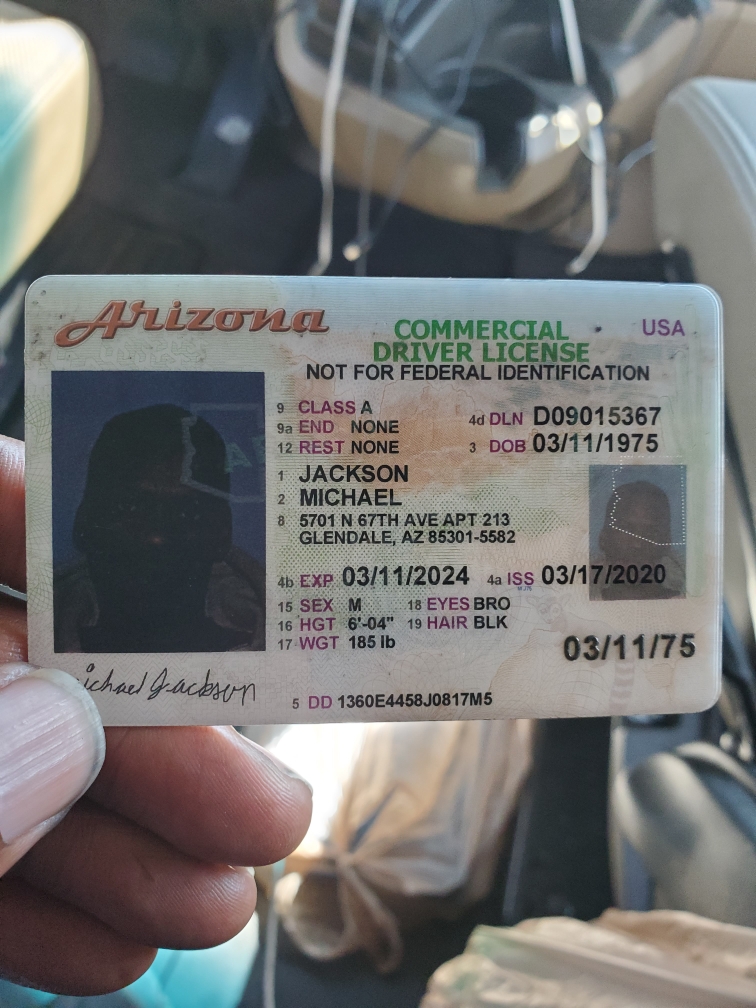 Arizona
COMMERCIAL
DRIVER LICENSE
USA
NOT FOR FEDERAL IDENTIFICATION
9 CLASS A
9a END NONE
4d DLN D09015367
12 REST NONE
3 DOB 03/11/1975
1 JACKSON
2 MICHAEL
8 5701 N 67TH AVE APT 213
GLENDALE, AZ 85301-5582
4b EXP 03/11/2024 4a ISS 03/17/2020
15 SEX M 18 EYES BRO
16 HGT 6'-04" 19 HAIR BLK
17 WGT 185 lb
03/11/75
Jackson
5 DD 1360E4458J0817M5